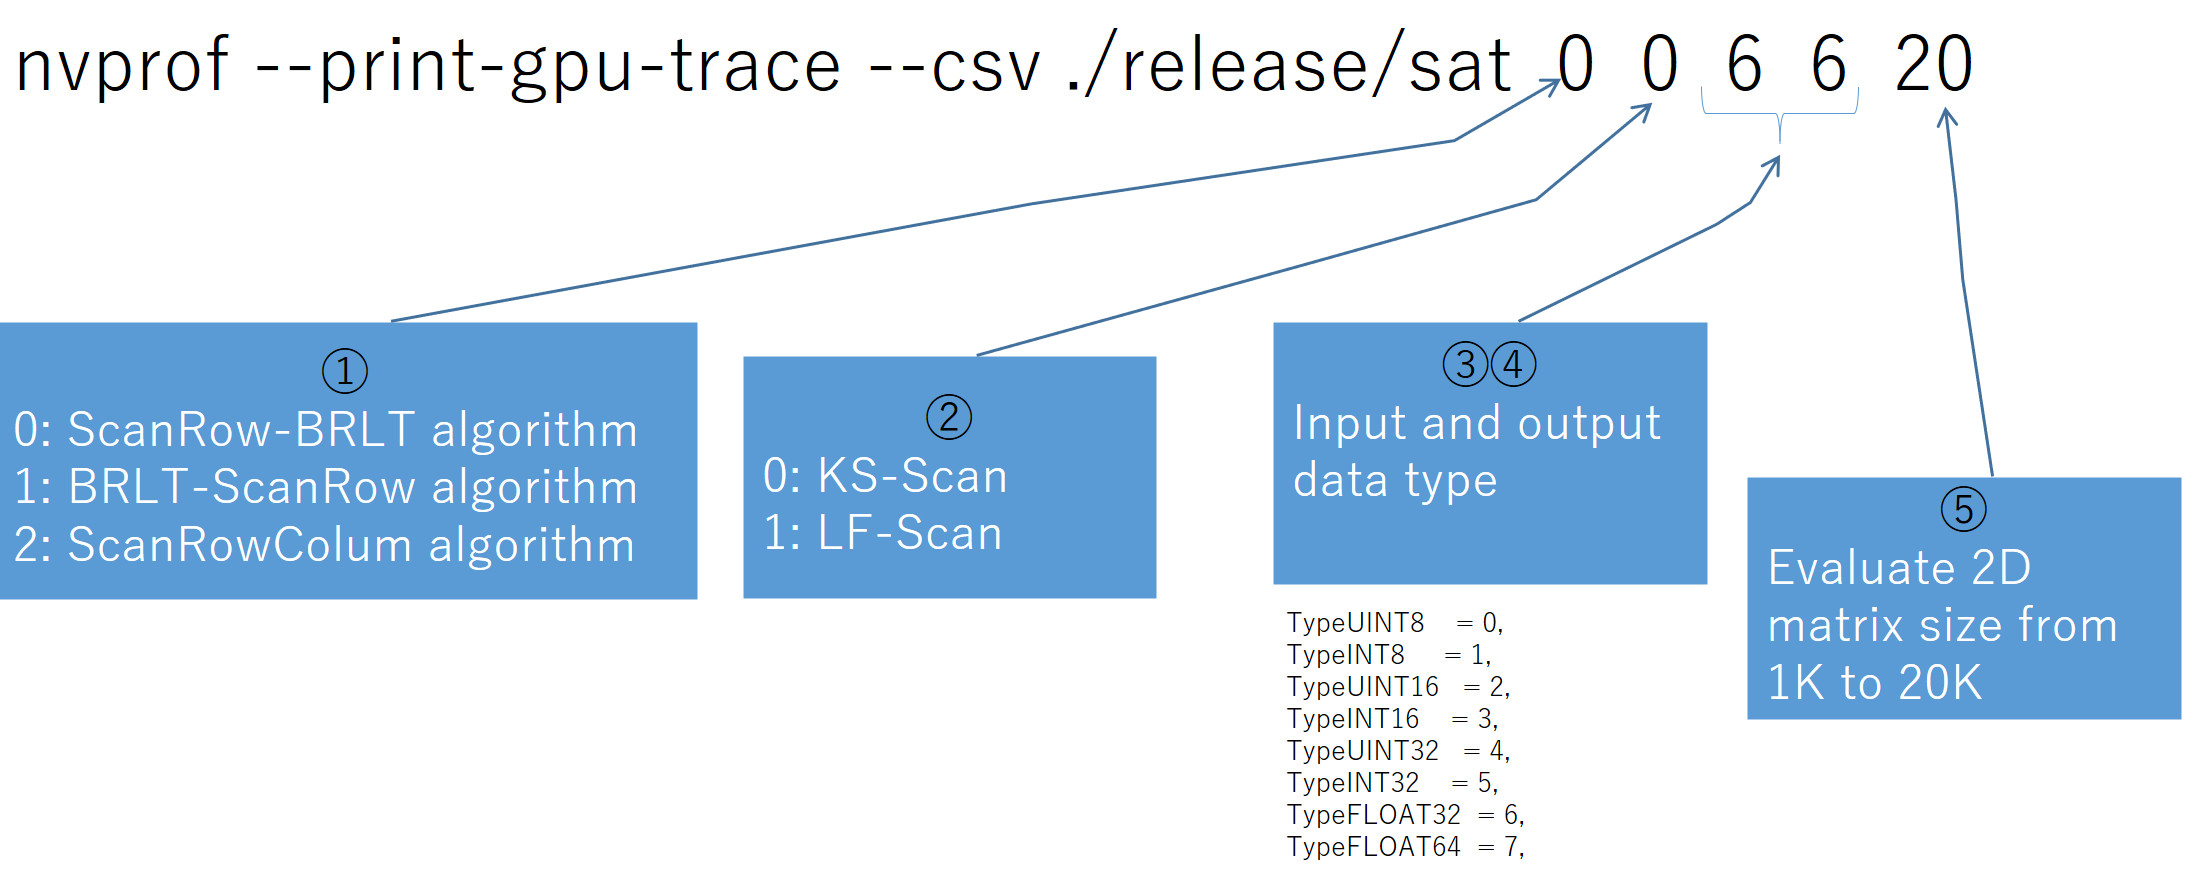 nvprof --print-gpu-trace --csv ./release/sat 0 0 6 6 20
①
0: ScanRow-BRLT algorithm
1: BRLT-ScanRow algorithm
2: ScanRowColum algorithm
②
0: KS-Scan
1: LF-Scan
③④
Input and output
data type
TypeUINT8 = 0,
TypeINT8 = 1,
TypeUINT16 = 2,
TypeINT16 = 3,
TypeUINT32 = 4,
TypeINT32 = 5,
TypeFLOAT32 = 6,
TypeFLOAT64 = 7,
⑤
Evaluate 2D
matrix size from
1K to 20K